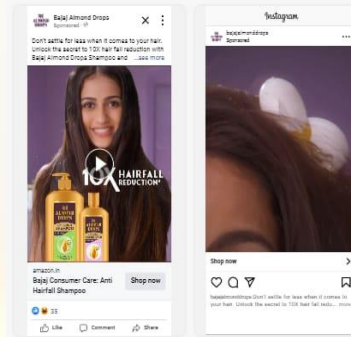 Bajaj Almond Drops
Sponsored
Don't settle for less when it comes to your hair.
Unlock the secret to 10X hair fall reduction with
Bajaj Almond Drops Shampoo and ...see more
10X HAIRFALL
REDUCTION*
ALMOND
DROPS
amazon.in
Bajaj Consumer Care: Anti
Hairfall Shampoo
Shop now
35
Like
Comment
Share
Instagram
bajajalmonddrops
Sponsored
Shop now
bajajalmonddrops Don't settle for less when it comes to
your hair. Unlock the secret to 10X hair fall redu... more